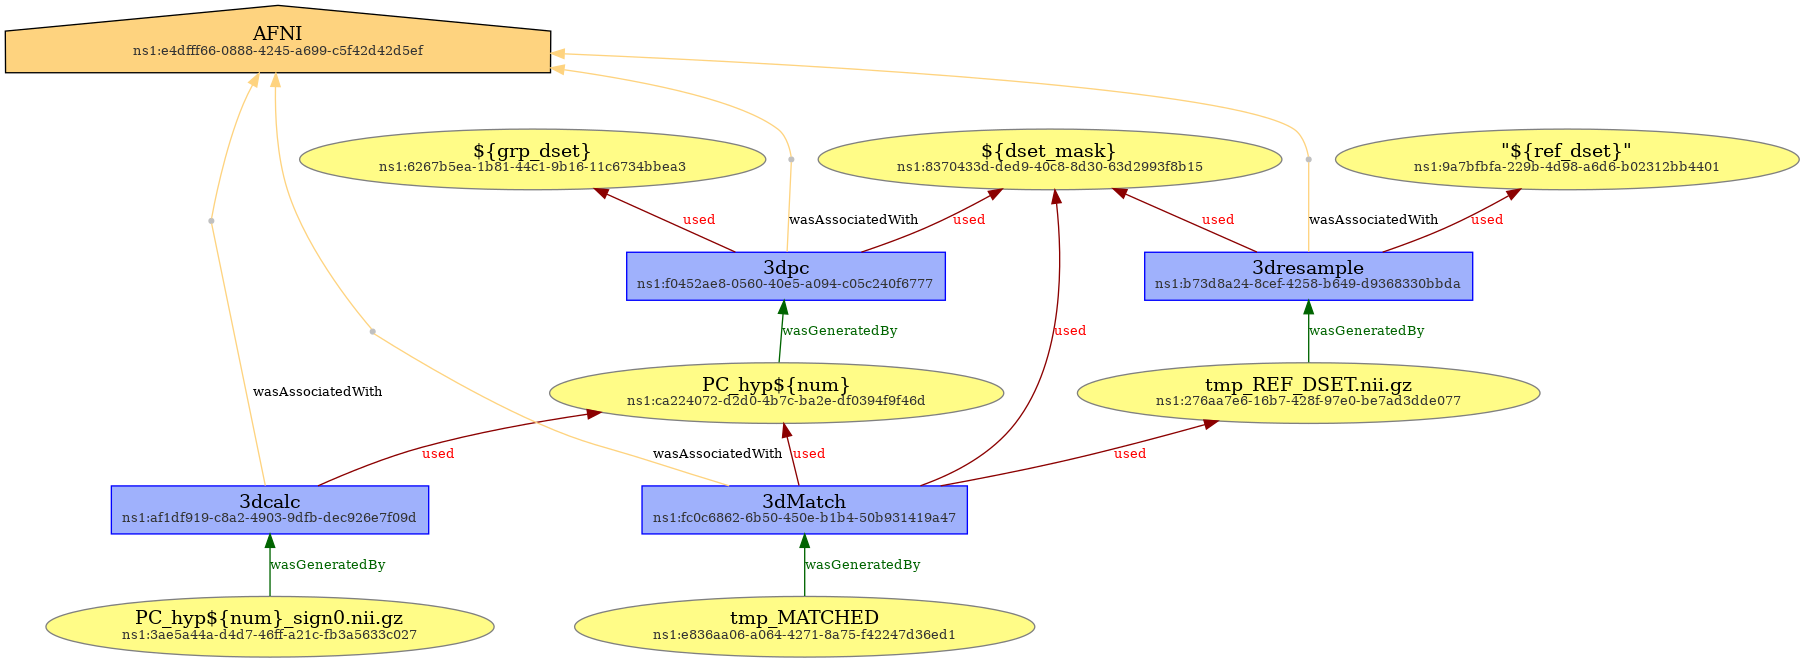 AFNI
ns1:e4dfff66-0888-4245-a699-c5f42d42d5ef
${grp_dset}
ns1:6267b5ea-1b81-44c1-9b16-11c6734bbea3
${dset_mask}
ns1:8370433d-ded9-40c8-8d30-63d2993f8b15
"${ref_dset}"
ns1:9a7bfbfa-229b-4d98-a6d6-b02312bb4401
used
wasAssociatedWith
used
used
wasAssociatedWith
used
3dpc
ns1:f0452ae8-0560-40e5-a094-c05c240f6777
3dresample
ns1:b73d8a24-8cef-4258-b649-d9368330bbda
wasGeneratedBy
used
wasGeneratedBy
PC_hyp${num}
ns1:ca224072-d2d0-4b7c-ba2e-df0394f9f46d
tmp_REF_DSET.nii.gz
ns1:276aa7e6-16b7-428f-97e0-be7ad3dde077
wasAssociatedWith
used
wasAssociatedWith
used
used
3dcalc
ns1:af1df919-c8a2-4903-9dfb-dec926e7f09d
3dMatch
ns1:fc0c6862-6b50-450e-b1b4-50b931419a47
wasGeneratedBy
wasGeneratedBy
PC_hyp${num}_sign0.nii.gz
ns1:3ae5a44a-d4d7-46ff-a21c-fb3a5633c027
tmp_MATCHED
ns1:e836aa06-a064-4271-8a75-f42247d36ed1